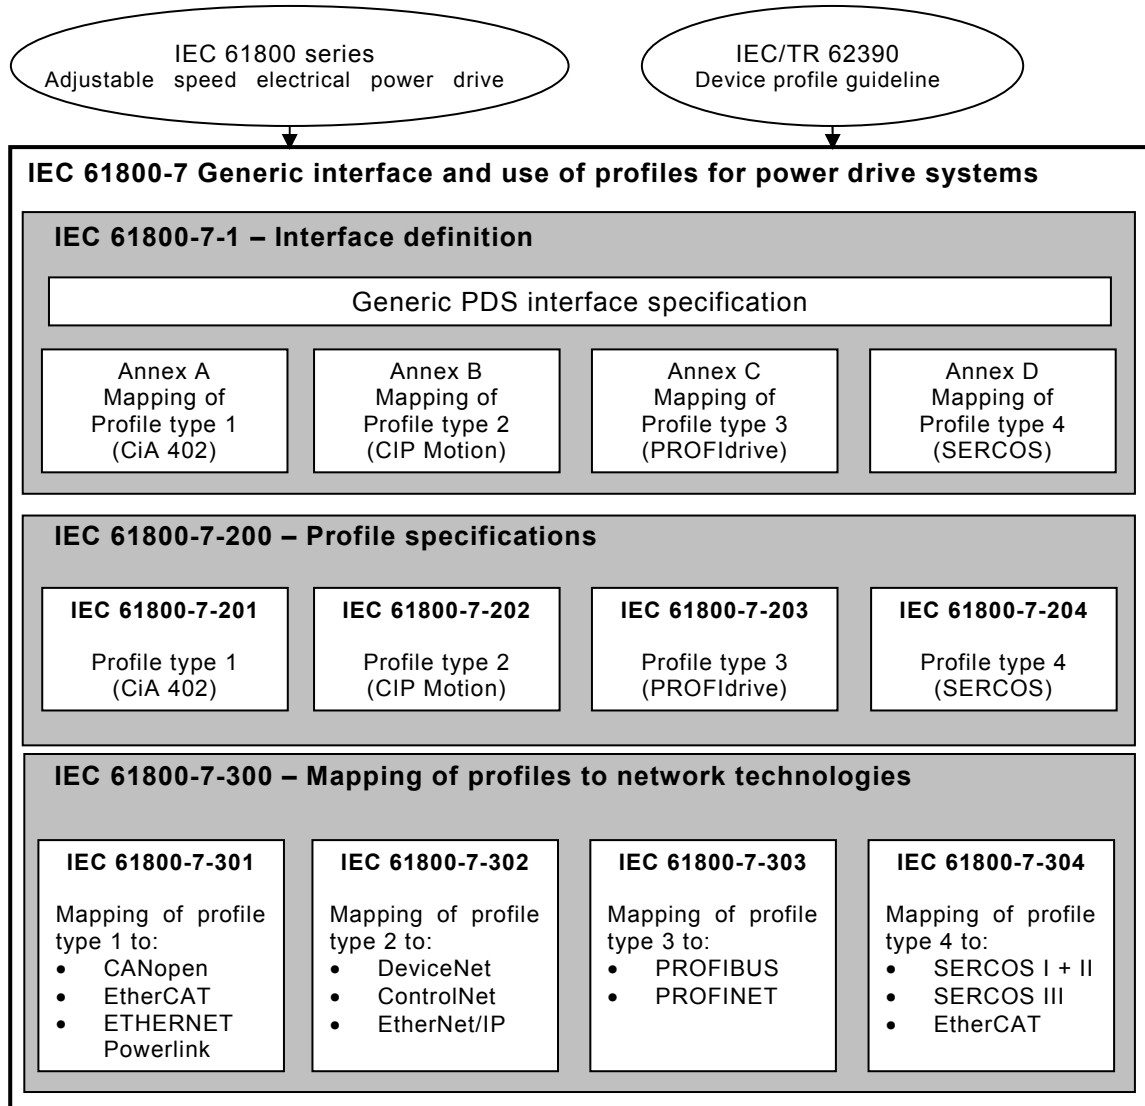 IEC 61800 series
Adjustable speed electrical power drive
IEC/TR 62390
Device profile guideline
IEC 61800-7 Generic interface and use of profiles for power drive systems
IEC 61800-7-1 – Interface definition
Generic PDS interface specification
Annex A
Mapping of
Profile type 1
(CiA 402)
Annex B
Mapping of
Profile type 2
(CIP Motion)
Annex C
Mapping of
Profile type 3
(PROFIdrive)
Annex D
Mapping of
Profile type 4
(SERCOS)
IEC 61800-7-200 – Profile specifications
IEC 61800-7-201
Profile type 1
(CiA 402)
IEC 61800-7-202
Profile type 2
(CIP Motion)
IEC 61800-7-203
Profile type 3
(PROFIdrive)
IEC 61800-7-204
Profile type 4
(SERCOS)
IEC 61800-7-300 – Mapping of profiles to network technologies
IEC 61800-7-301
Mapping of profile
type 1 to:
• CANopen
• EtherCAT
• ETHERNET
Powerlink
IEC 61800-7-302
Mapping of profile
type 2 to:
• DeviceNet
• ControlNet
• EtherNet/IP
IEC 61800-7-303
Mapping of profile
type 3 to:
• PROFIBUS
• PROFINET
IEC 61800-7-304
Mapping of profile
type 4 to:
• SERCOS I + II
• SERCOS III
• EtherCAT